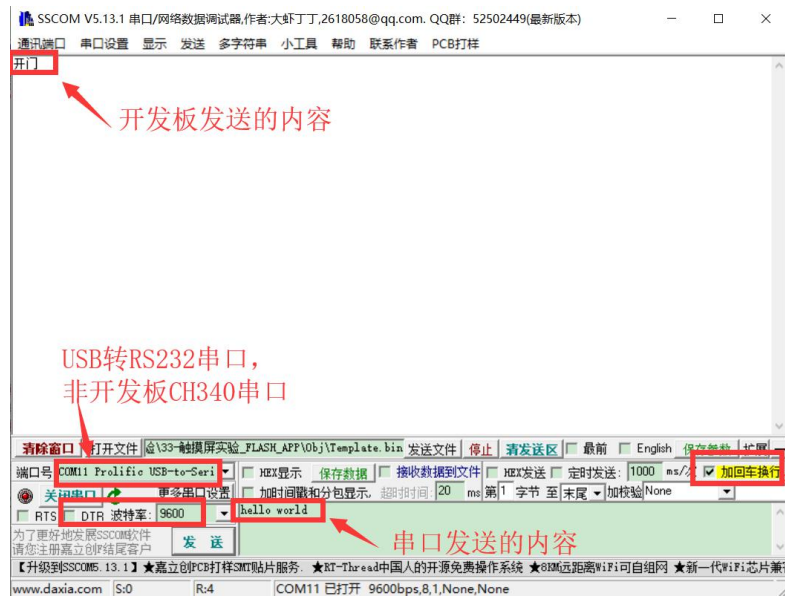 SSCOM V5.13.1 串口/网络数据调试器,作者:大虾丁丁,2618058@qq.com. QQ群：52502449(最新版本)
通讯端口 串口设置 显示 发送 多字符串 小工具 帮助 联系作者 PCB打样
开门
开发板发送的内容
USB转RS232串口，
非开发板CH340串口
清除窗口 打开文件 \33-触摸屏实验_FLASH_APP\Obj\Template.bin 发送文件 停止 清发送区 最前 English 保存参数 扩展
端口号 COM11 Prolific USB-to-Seri HEX显示 保存数据 接收数据到文件 HEX发送 定时发送: 1000 ms/次 加回车换行
关闭串口 更多串口设置 加时间戳和分包显示, 超时时间: 20 ms 第1 字节 至 末尾 加校验 None
RTS DTR 波特率: 9600 hello world
串口发送的内容
为了更好地发展SSCOM软件
请您注册嘉立创F结尾客户
发 送
【升级到SSCOM5.13.1】★嘉立创PCB打样SMT贴片服务. ★RT-Thread中国人的开源免费操作系统 ★8KM远距离WiFi可自组网 ★新一代WiFi芯片兼
www.daxia.com S:0 R:4 COM11 已打开 9600bps,8,1,None,None